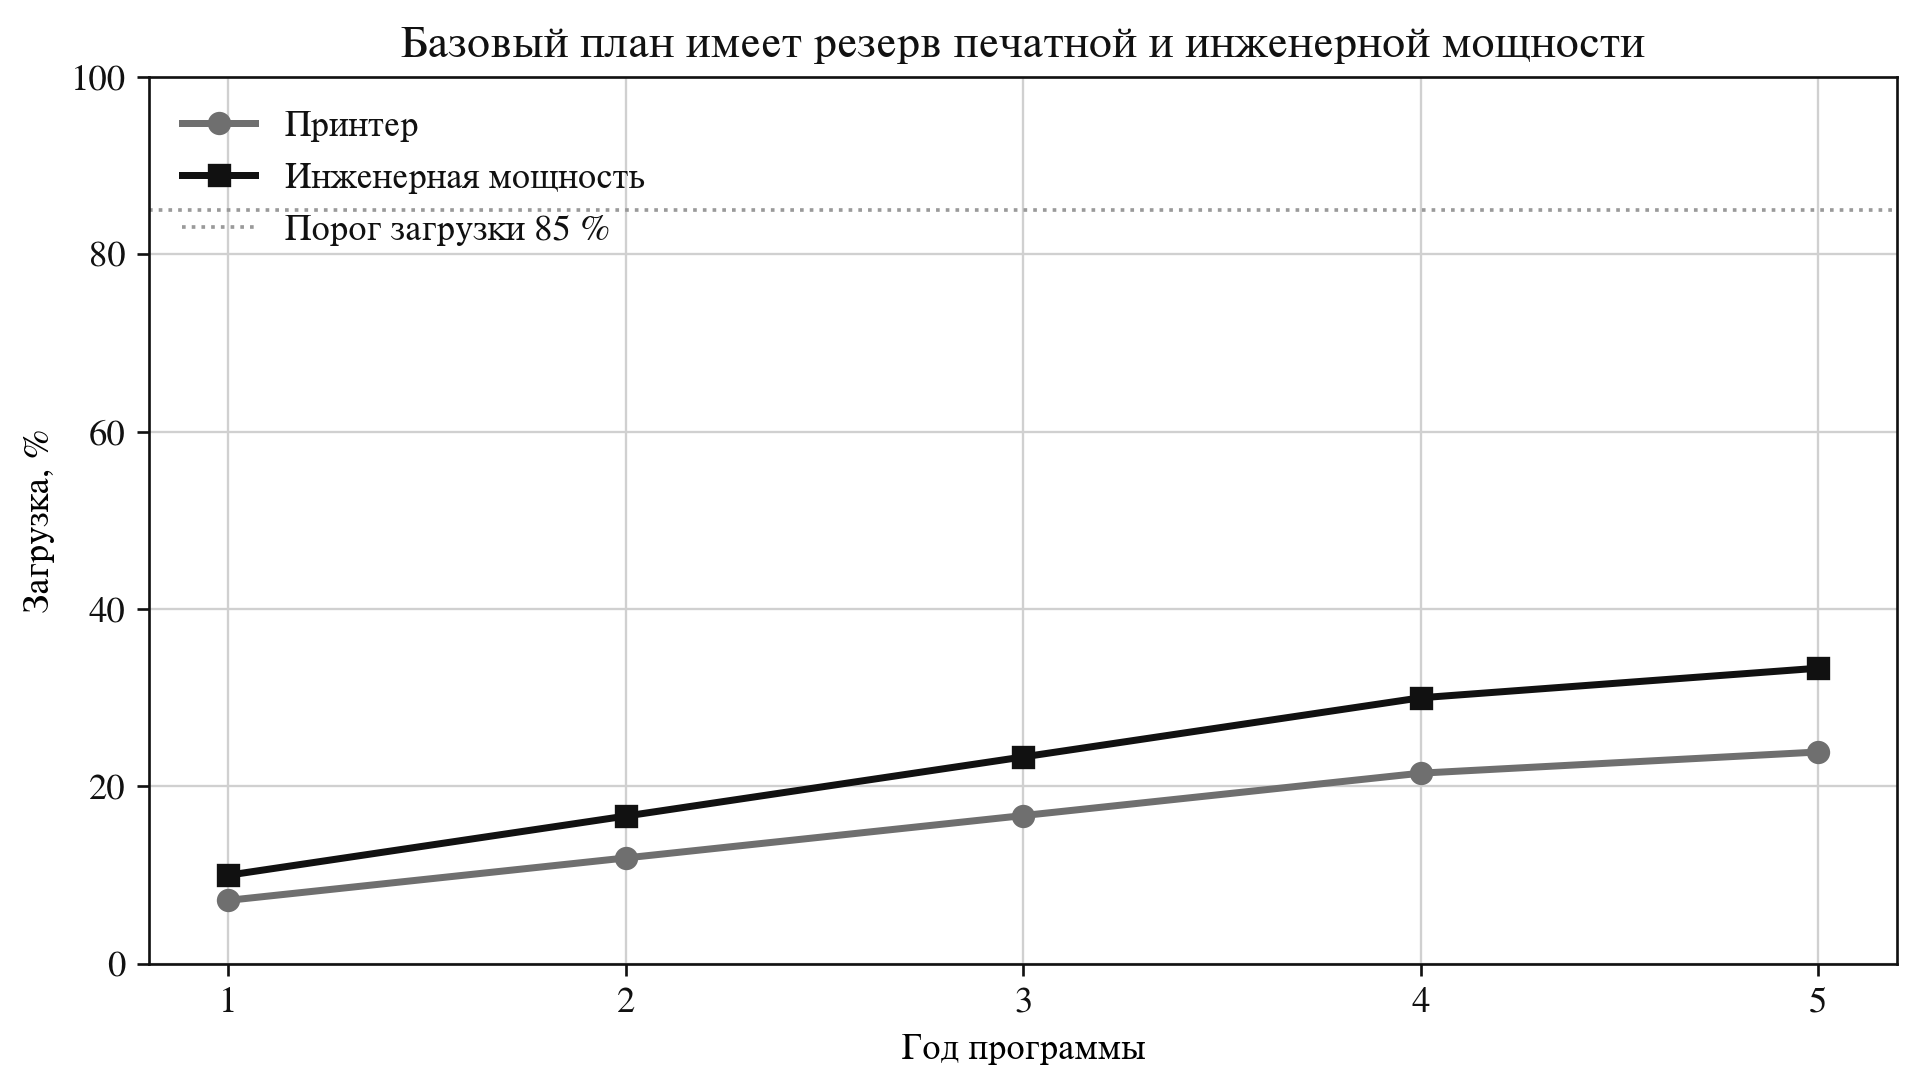 Базовый план имеет резерв печатной и инженерной мощности
100
80
60
40
20
0
Загрузка, %
Принтер
Инженерная мощность
Порог загрузки 85 %
1 2 3 4 5
Год программы